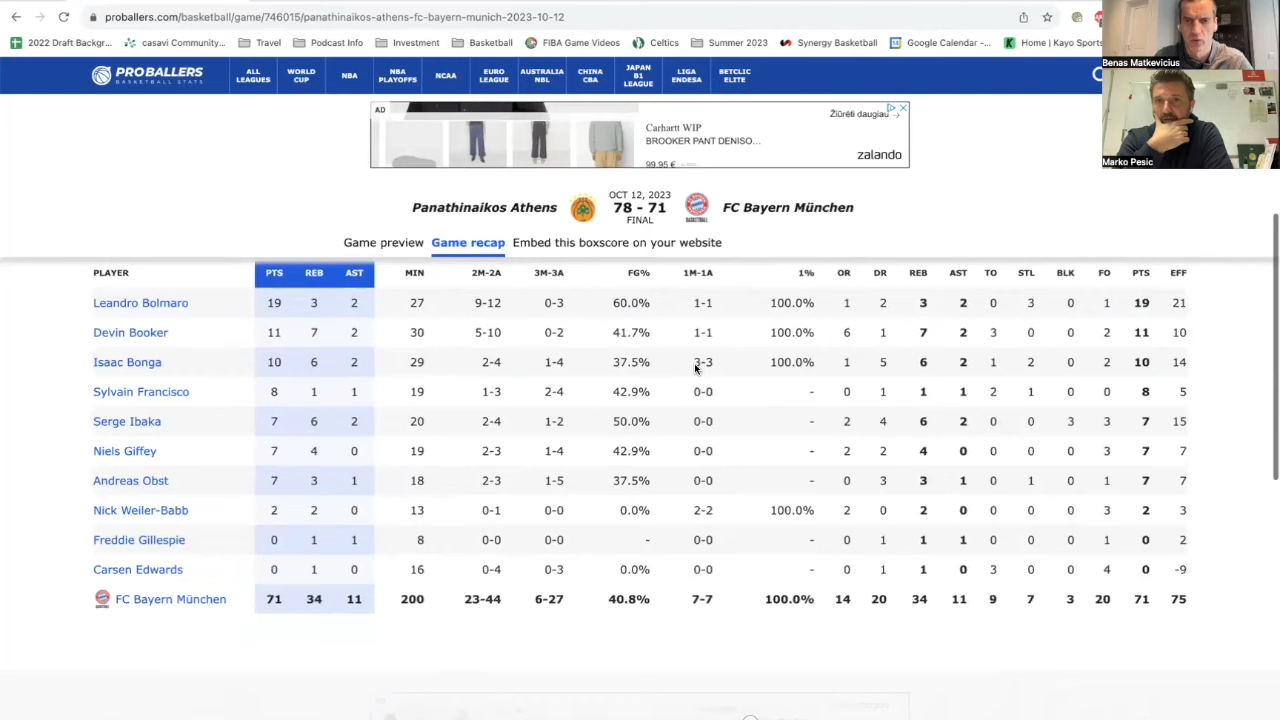 proballers.com/basketball/game/746015/panathinaikos-athens-fc-bayern-munich-2023-10-12
2022 Draft Backgr... casavi Community... Travel Podcast Info Investment Basketball FIBA Game Videos Celtics Summer 2023 Synergy Basketball Google Calendar -... Home | Kayo Sports
Benas Matkevicius
Marko Pesic
PROBALLERS
BASKETBALL STATS
ALL LEAGUES WORLD CUP NBA NBA PLAYOFFS NCAA EURO LEAGUE AUSTRALIA NBL CHINA CBA JAPAN B1 LEAGUE LIGA ENDESA BETCLIC ELITE
AD
Carhartt WIP
BROOKER PANT DENISO...
99,95 €
Žiūrėti daugiau
zalando
Panathinaikos Athens OCT 12, 2023 78 - 71 FINAL FC Bayern München
Game preview Game recap Embed this boxscore on your website
PLAYER PTS REB AST MIN 2M-2A 3M-3A FG% 1M-1A 1% OR DR REB AST TO STL BLK FO PTS EFF
Leandro Bolmaro 19 3 2 27 9-12 0-3 60.0% 1-1 100.0% 1 2 3 2 0 3 0 1 19 21
Devin Booker 11 7 2 30 5-10 0-2 41.7% 1-1 100.0% 6 1 7 2 3 0 0 2 11 10
Isaac Bonga 10 6 2 29 2-4 1-4 37.5% 3-3 100.0% 1 5 6 2 1 2 0 2 10 14
Sylvain Francisco 8 1 1 19 1-3 2-4 42.9% 0-0 - 0 1 1 1 2 1 0 0 8 5
Serge Ibaka 7 6 2 20 2-4 1-2 50.0% 0-0 - 2 4 6 2 0 0 3 3 7 15
Niels Giffey 7 4 0 19 2-3 1-4 42.9% 0-0 - 2 2 4 0 0 0 0 3 7 7
Andreas Obst 7 3 1 18 2-3 1-5 37.5% 0-0 - 0 3 3 1 0 1 0 1 7 7
Nick Weiler-Babb 2 2 0 13 0-1 0-0 0.0% 2-2 100.0% 2 0 2 0 0 0 0 3 2 3
Freddie Gillespie 0 1 1 8 0-0 0-0 - 0-0 - 0 1 1 1 0 0 0 1 0 2
Carsen Edwards 0 1 0 16 0-4 0-3 0.0% 0-0 - 0 1 1 0 3 0 0 4 0 -9
FC Bayern München 71 34 11 200 23-44 6-27 40.8% 7-7 100.0% 14 20 34 11 9 7 3 20 71 75